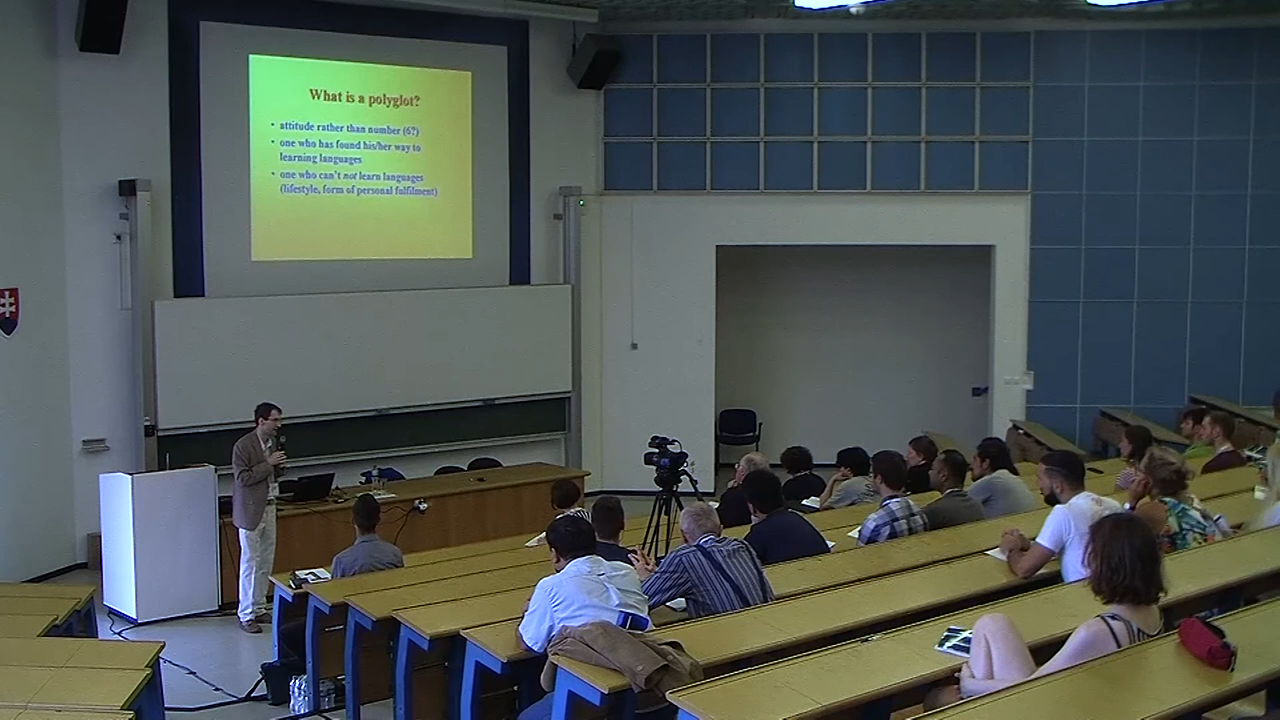 What is a polyglot?
• attitude rather than number (6?)
• one who has found his/her way to
learning languages
• one who can't not learn languages
(lifestyle, form of personal fulfilment)